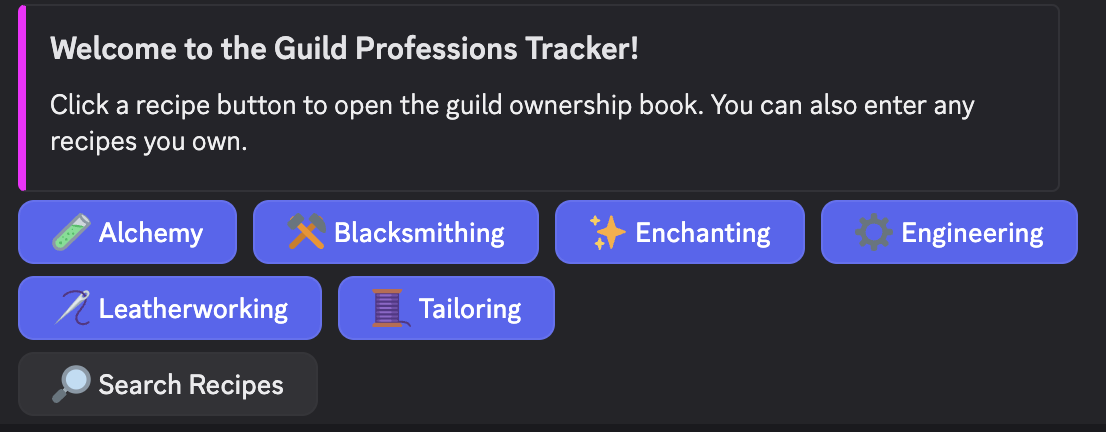 Welcome to the Guild Professions Tracker!
Click a recipe button to open the guild ownership book. You can also enter any
recipes you own.
Alchemy
Blacksmithing
Enchanting
Engineering
Leatherworking
Tailoring
Search Recipes